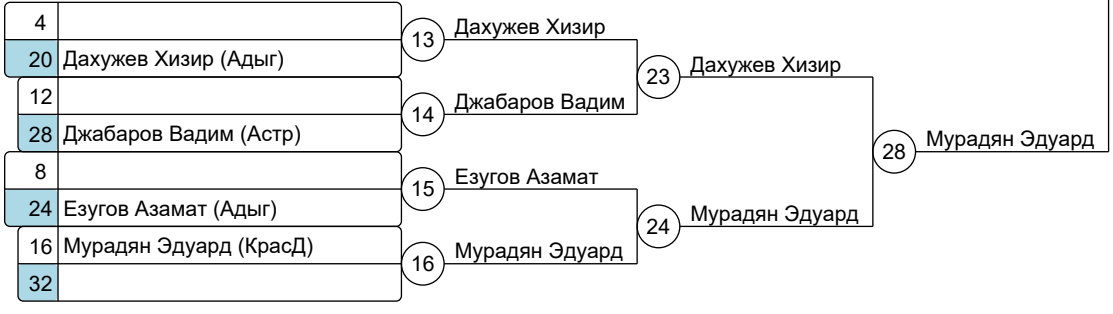 4
13
Дахужев Хизир
20 Дахужев Хизир (Адыг)
23
Дахужев Хизир
12
14
Джабаров Вадим
28 Джабаров Вадим (Астр)
28
Мурадян Эдуард
8
15
Езугов Азамат
24 Езугов Азамат (Адыг)
24
Мурадян Эдуард
16 Мурадян Эдуард (КрасД)
16
Мурадян Эдуард
32